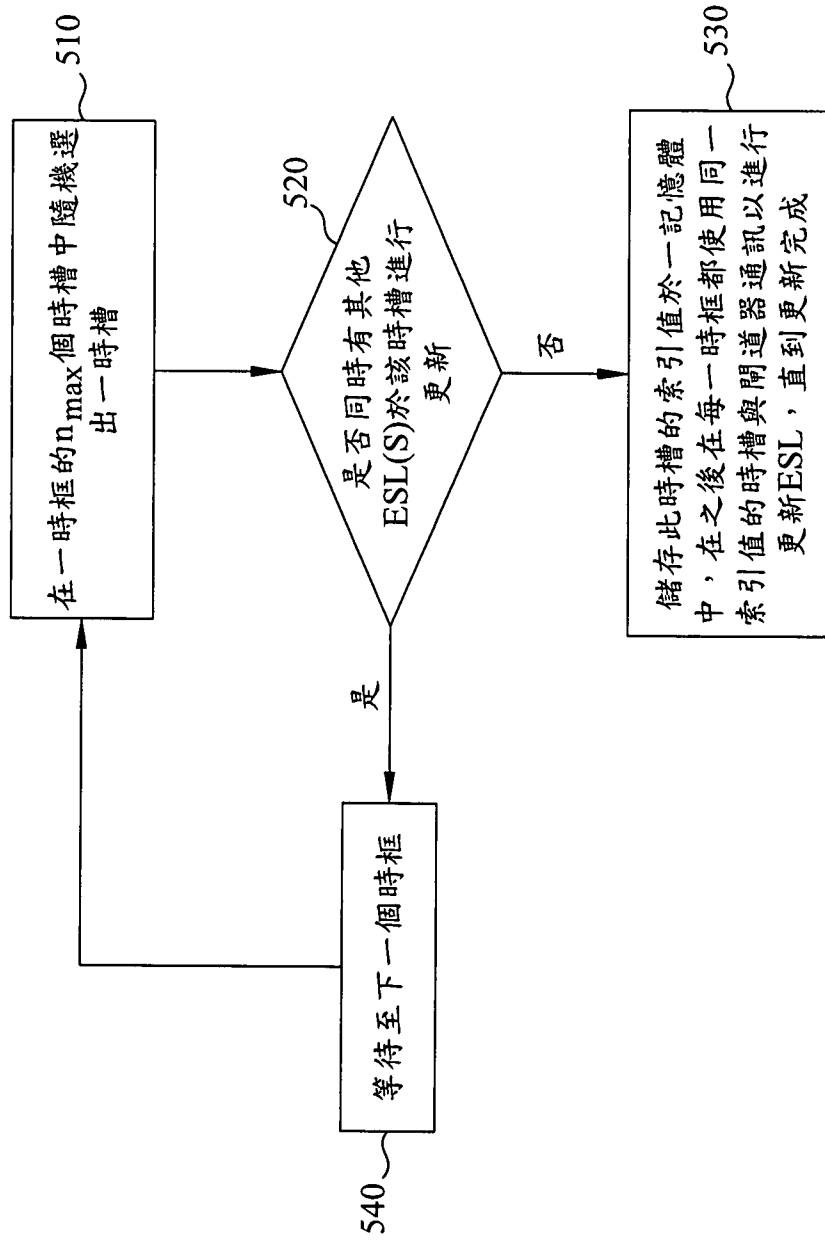 510
在一時框的nmax個時槽中隨機選
出一時槽
520
是否同時有其他
ESL(S)於該時槽進行
更新
是
否
540
等待至下一個時框
530
儲存此時槽的索引值於一記憶體
中，在之後在每一時框都使用同一
索引值的時槽與閘道器通訊以進行
更新ESL，直到更新完成